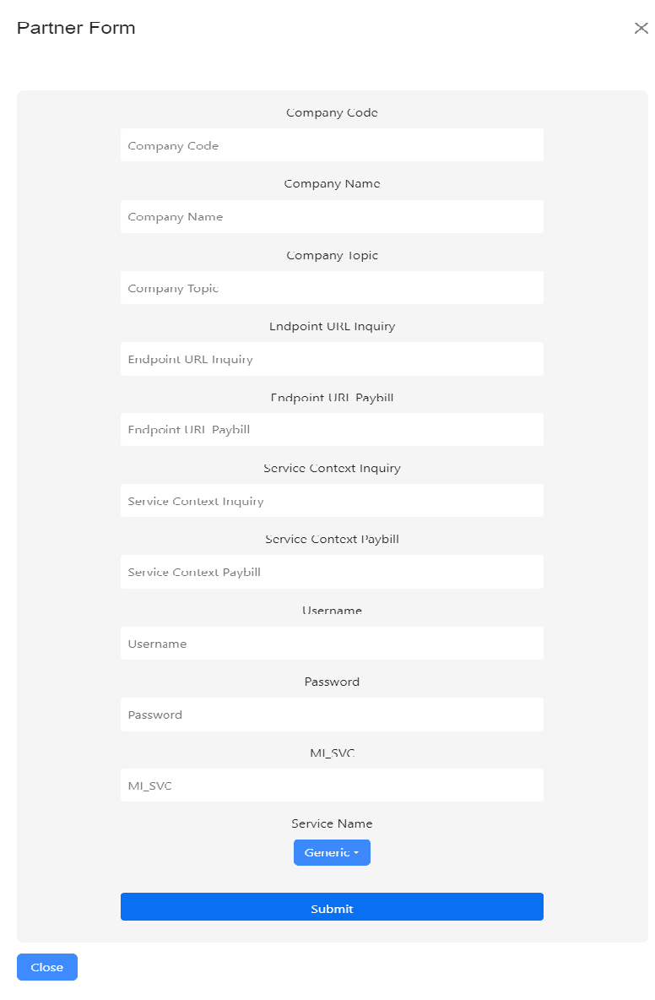 Partner Form
Company Code
Company Code
Company Name
Company Name
Company Topic
Company Topic
Endpoint URL Inquiry
Endpoint URL Inquiry
Endpoint URL Paybill
Endpoint URL Paybill
Service Context Inquiry
Service Context Inquiry
Service Context Paybill
Service Context Paybill
Username
Username
Password
Password
MI_SVC
MI_SVC
Service Name
Generic
Submit
Close